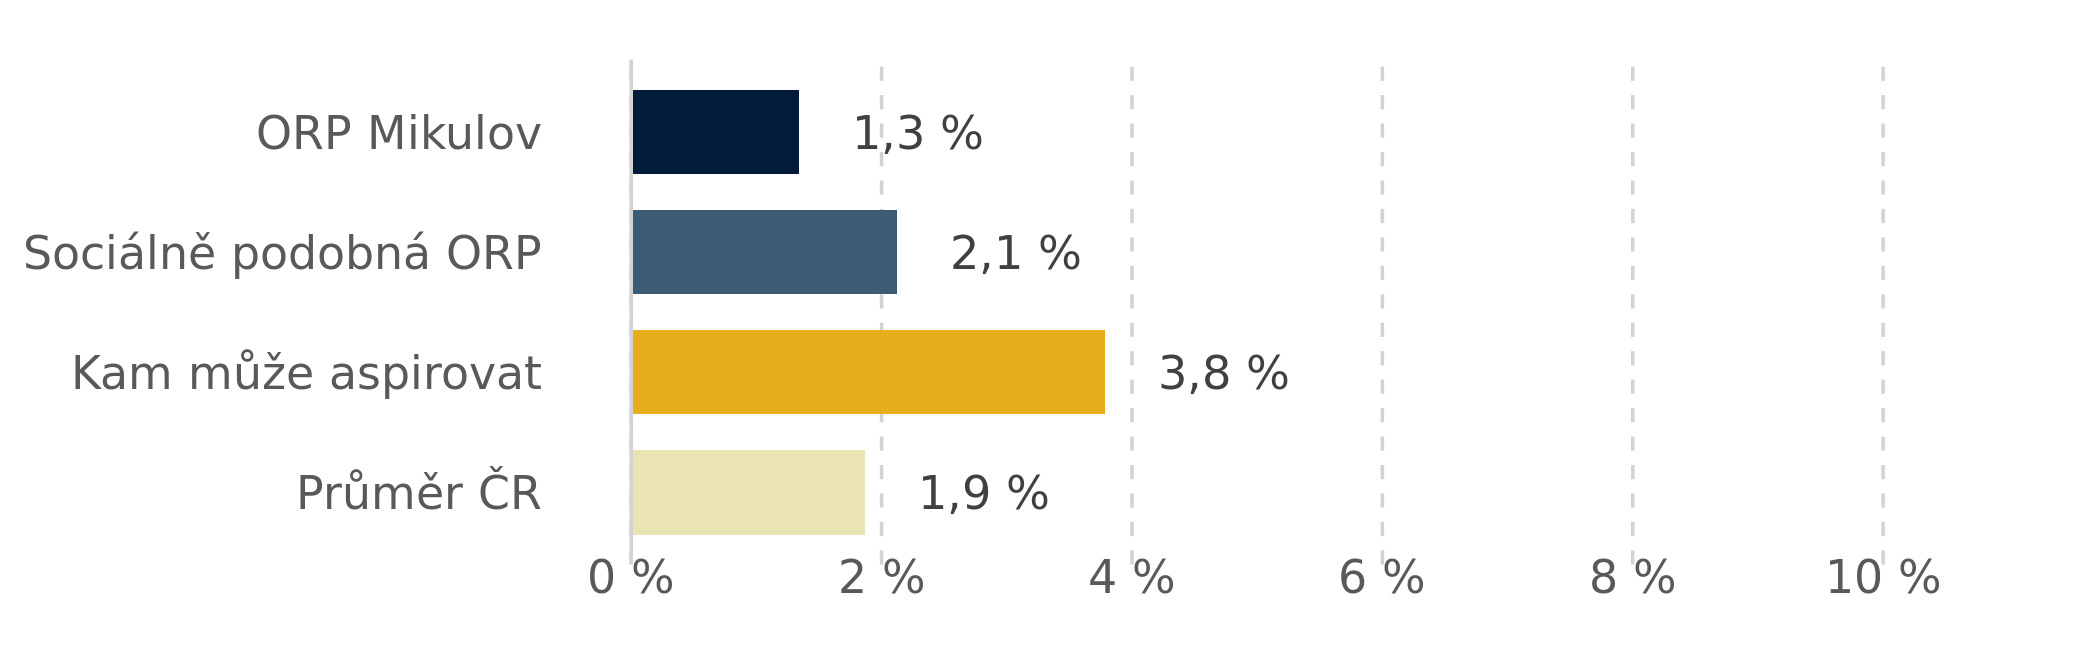 ORP Mikulov 1,3 %
Sociálně podobná ORP 2,1 %
Kam může aspirovat 3,8 %
Průměr ČR 1,9 %
0 % 2 % 4 % 6 % 8 % 10 %